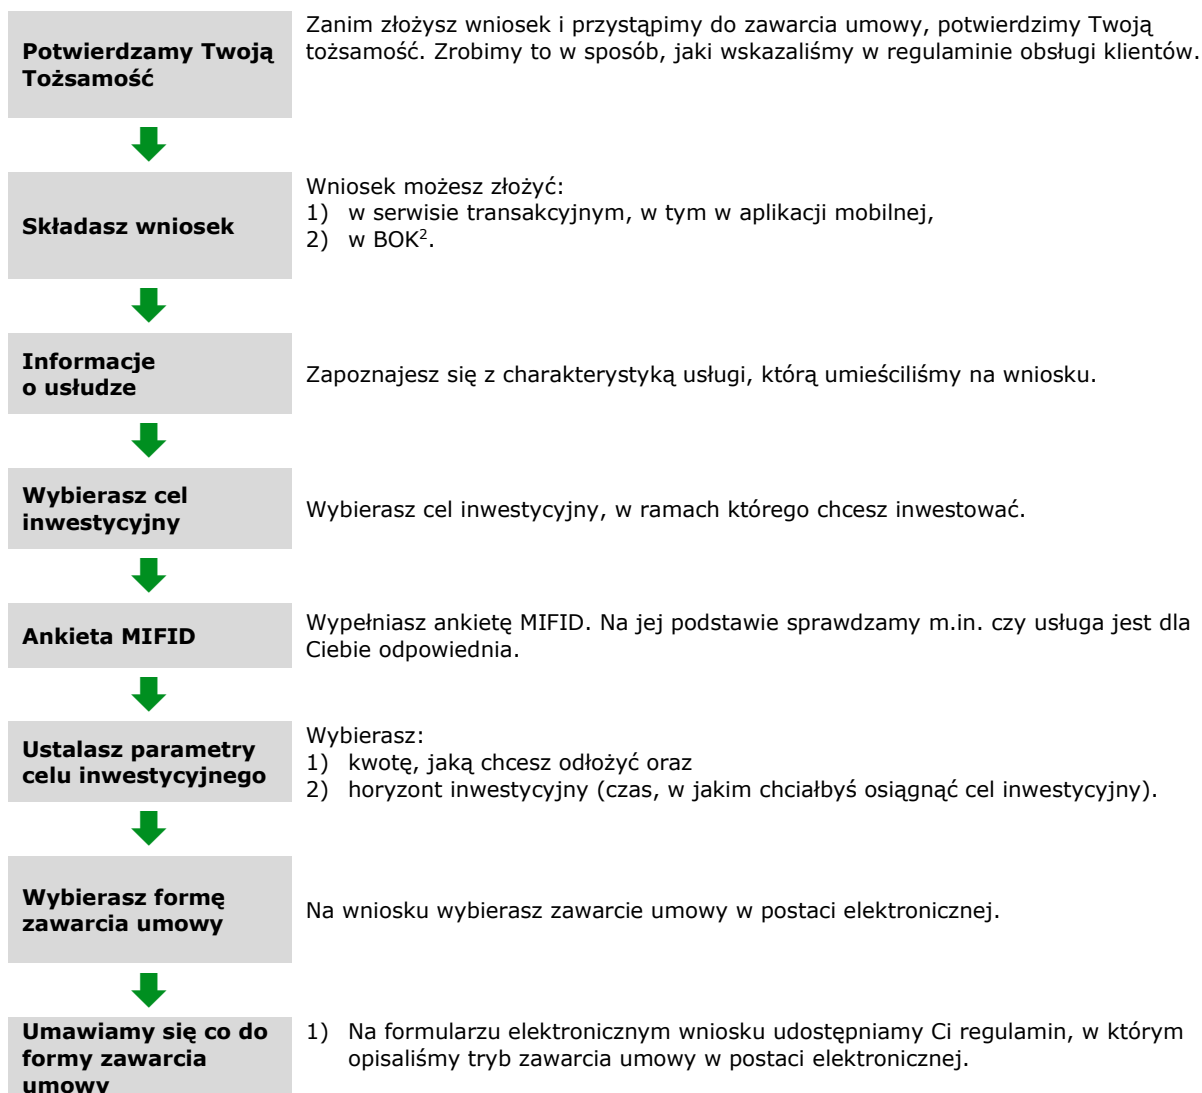 Potwierdzamy Twoją
Tożsamość
Zanim złożysz wniosek i przystąpimy do zawarcia umowy, potwierdzimy Twoją
tożsamość. Zrobimy to w sposób, jaki wskazaliśmy w regulaminie obsługi klientów.
Składasz wniosek
Wniosek możesz złożyć:
1) w serwisie transakcyjnym, w tym w aplikacji mobilnej,
2) w BOK².
Informacje
o usłudze
Zapoznajesz się z charakterystyką usługi, którą umieściliśmy na wniosku.
Wybierasz cel
inwestycyjny
Wybierasz cel inwestycyjny, w ramach którego chcesz inwestować.
Ankieta MIFID
Wypełniasz ankietę MIFID. Na jej podstawie sprawdzamy m.in. czy usługa jest dla
Ciebie odpowiednia.
Ustalasz parametry
celu inwestycyjnego
Wybierasz:
1) kwotę, jaką chcesz odłożyć oraz
2) horyzont inwestycyjny (czas, w jakim chciałbyś osiągnąć cel inwestycyjny).
Wybierasz formę
zawarcia umowy
Na wniosku wybierasz zawarcie umowy w postaci elektronicznej.
Umawiamy się co do
formy zawarcia
umowy
1) Na formularzu elektronicznym wniosku udostępniamy Ci regulamin, w którym
opisaliśmy tryb zawarcia umowy w postaci elektronicznej.